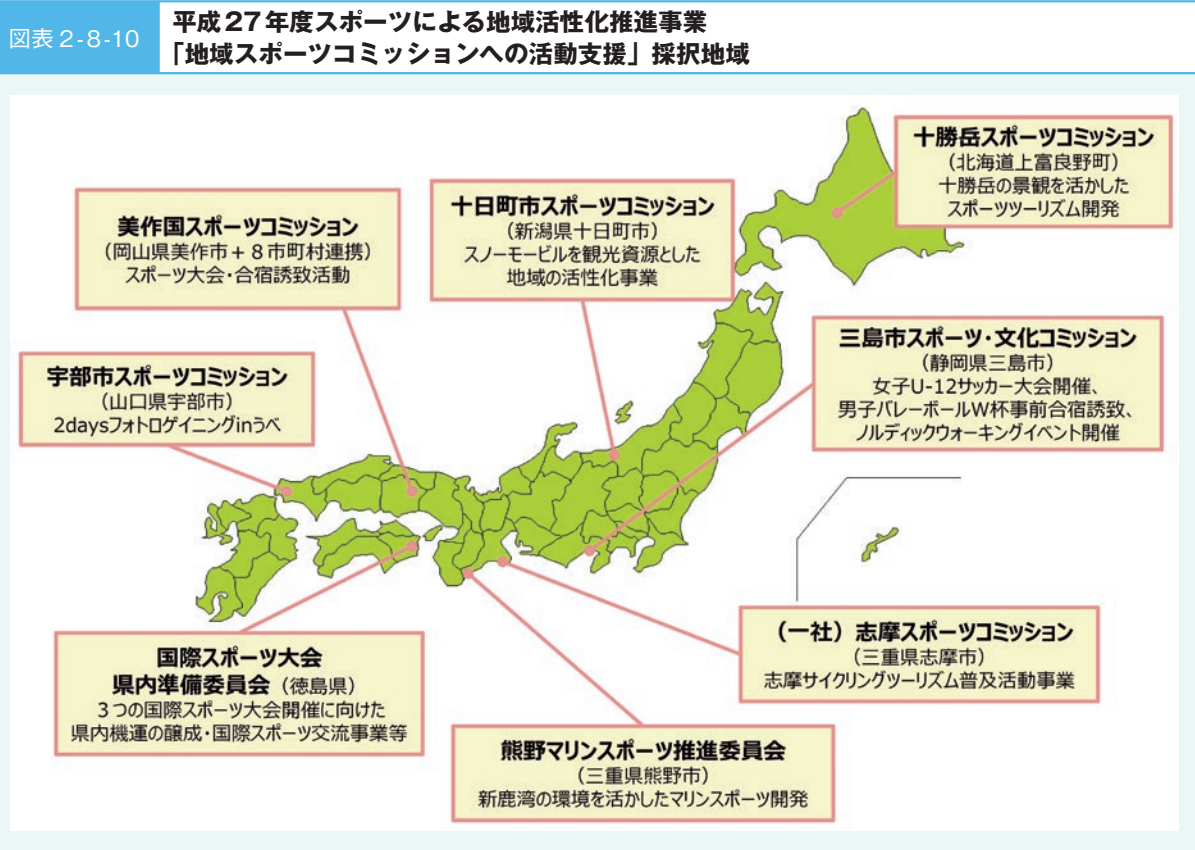 図表 2-8-10
平成27年度スポーツによる地域活性化推進事業
「地域スポーツコミッションへの活動支援」採択地域
十勝岳スポーツコミッション
(北海道上富良野町)
十勝岳の景観を活かした
スポーツツーリズム開発
美作国スポーツコミッション
(岡山県美作市+8市町村連携)
スポーツ大会・合宿誘致活動
十日町市スポーツコミッション
(新潟県十日町市)
スノーモービルを観光資源とした
地域の活性化事業
三島市スポーツ・文化コミッション
(静岡県三島市)
女子U-12サッカー大会開催、
男子バレーボールW杯事前合宿誘致、
ノルディックウォーキングイベント開催
宇部市スポーツコミッション
(山口県宇部市)
2daysフォトロゲイニングinうべ
(一社)志摩スポーツコミッション
(三重県志摩市)
志摩サイクリングツーリズム普及活動事業
国際スポーツ大会
県内準備委員会(徳島県)
3つの国際スポーツ大会開催に向けた
県内機運の醸成・国際スポーツ交流事業等
熊野マリンスポーツ推進委員会
(三重県熊野市)
新鹿湾の環境を活かしたマリンスポーツ開発